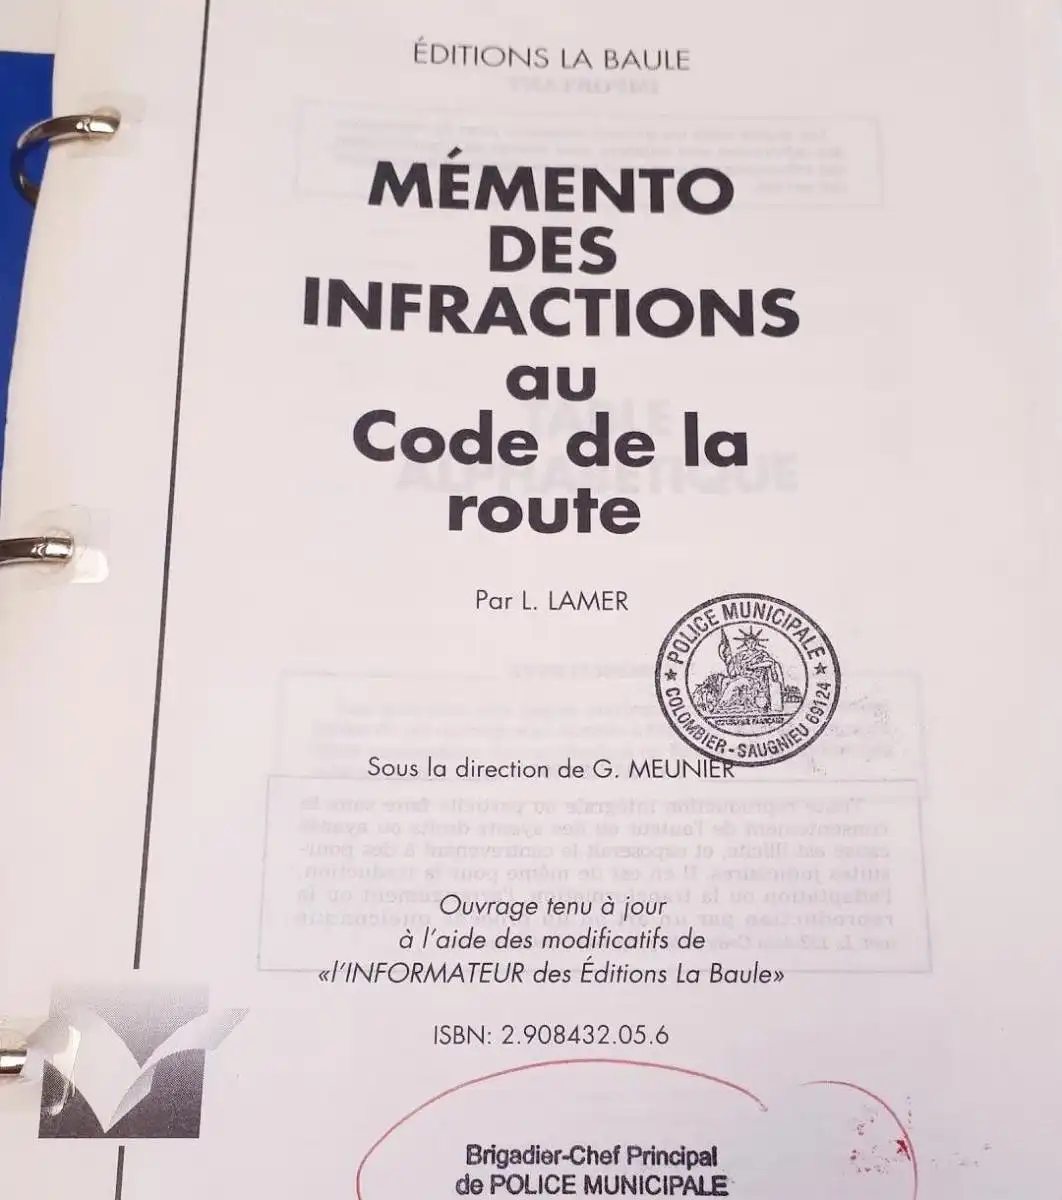 ÉDITIONS LA BAULE
MÉMENTO
DES
INFRACTIONS
au
Code de la
route
Par L. LAMER
★ POLICE MUNICIPALE ★
COLOMBIER-SAUGNIEU 69124
REPUBLIQUE FRANÇAISE
Sous la direction de G. MEUNIER
Ouvrage tenu à jour
à l'aide des modificatifs de
«l'INFORMATEUR des Éditions La Baule»
ISBN: 2.908432.05.6
Brigadier-Chef Principal
de POLICE MUNICIPALE